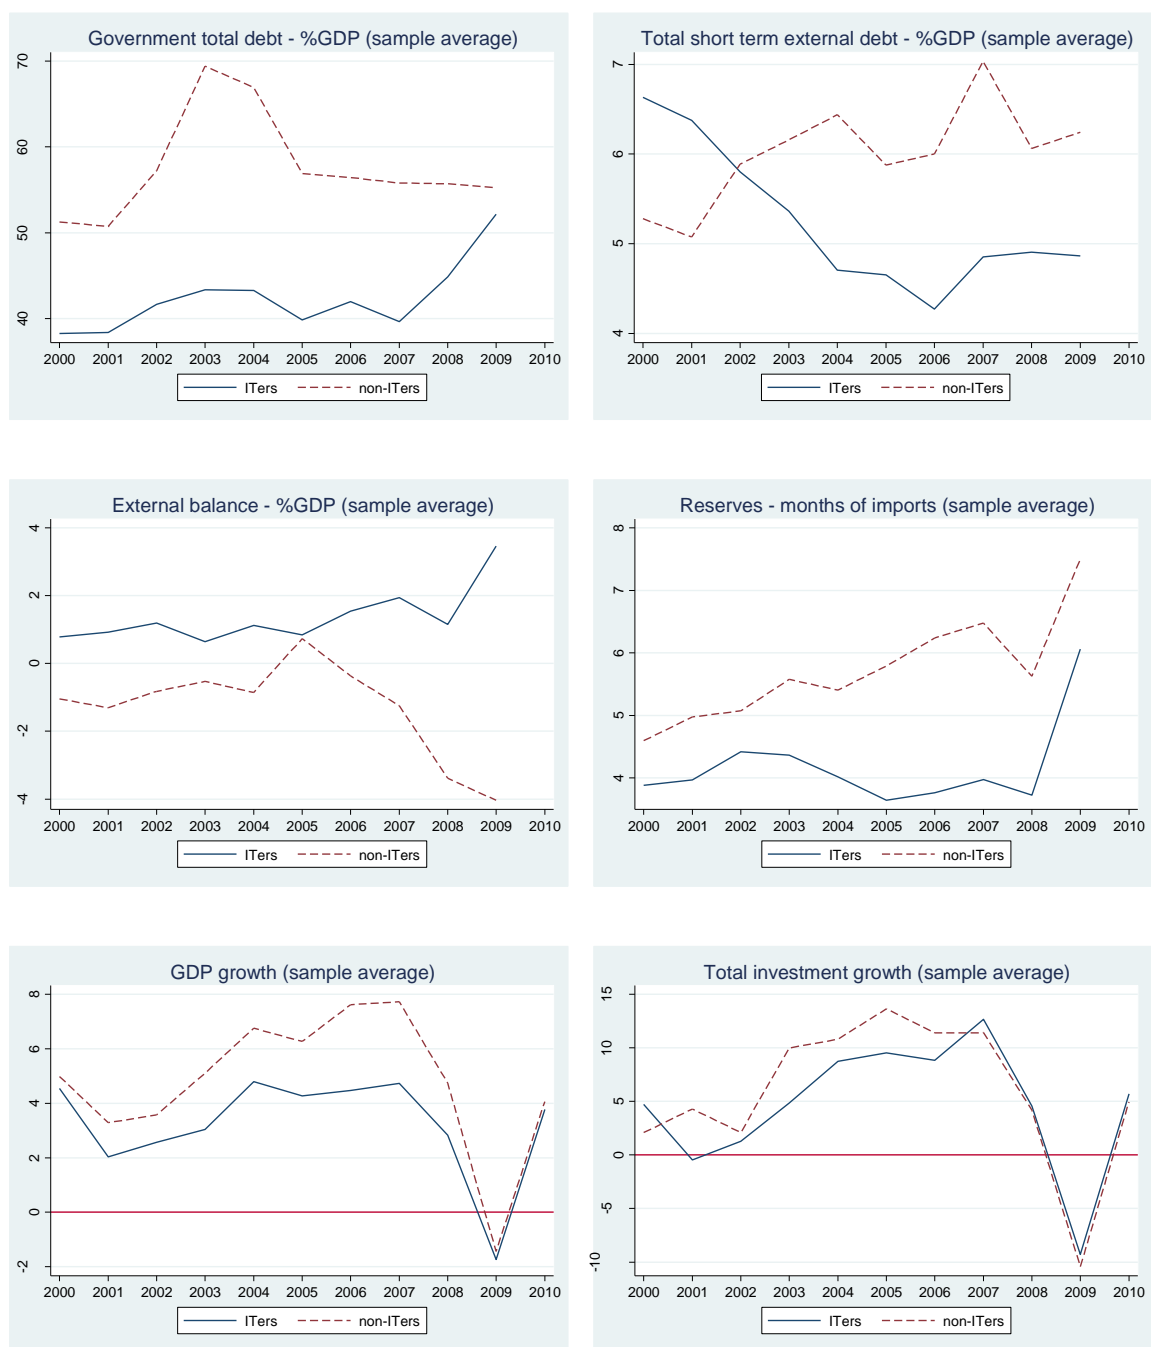 Government total debt - %GDP (sample average)
70
60
50
40
2000 2001 2002 2003 2004 2005 2006 2007 2008 2009 2010
ITers non-ITers
Total short term external debt - %GDP (sample average)
7
6
5
4
2000 2001 2002 2003 2004 2005 2006 2007 2008 2009 2010
ITers non-ITers
External balance - %GDP (sample average)
4
2
0
-2
-4
2000 2001 2002 2003 2004 2005 2006 2007 2008 2009 2010
ITers non-ITers
Reserves - months of imports (sample average)
8
7
6
5
4
2000 2001 2002 2003 2004 2005 2006 2007 2008 2009 2010
ITers non-ITers
GDP growth (sample average)
8
6
4
2
0
-2
2000 2001 2002 2003 2004 2005 2006 2007 2008 2009 2010
ITers non-ITers
Total investment growth (sample average)
15
10
5
0
-5
-10
2000 2001 2002 2003 2004 2005 2006 2007 2008 2009 2010
ITers non-ITers